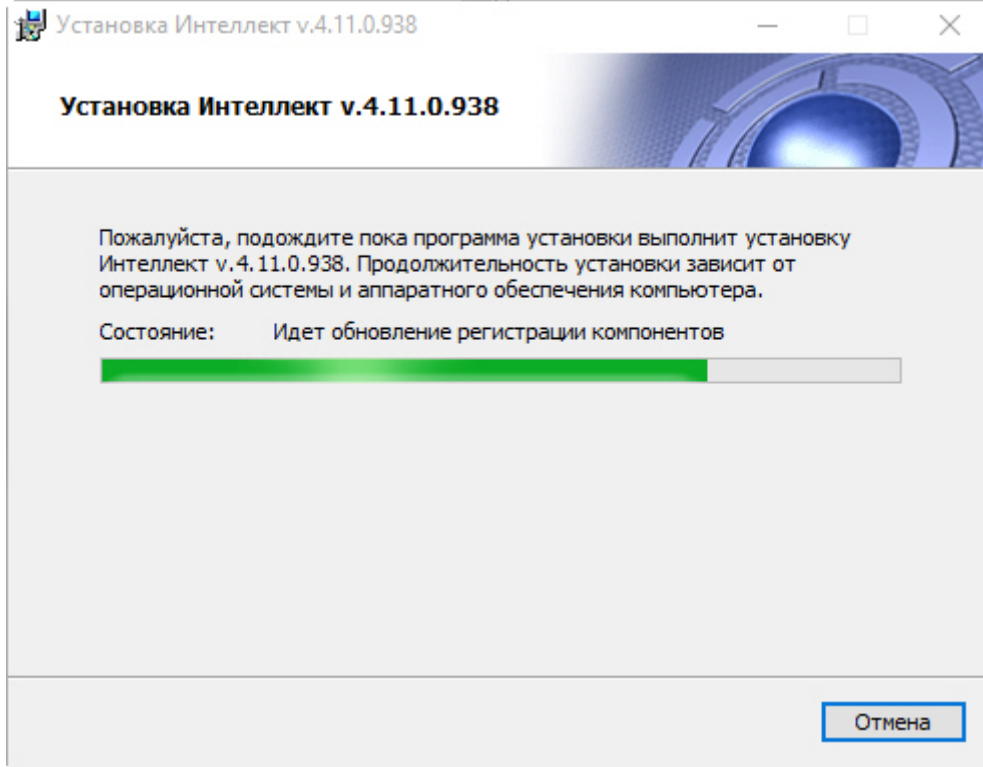 Установка Интеллект v.4.11.0.938
Установка Интеллект v.4.11.0.938
Пожалуйста, подождите пока программа установки выполнит установку
Интеллект v.4.11.0.938. Продолжительность установки зависит от
операционной системы и аппаратного обеспечения компьютера.
Состояние: Идет обновление регистрации компонентов
Отмена